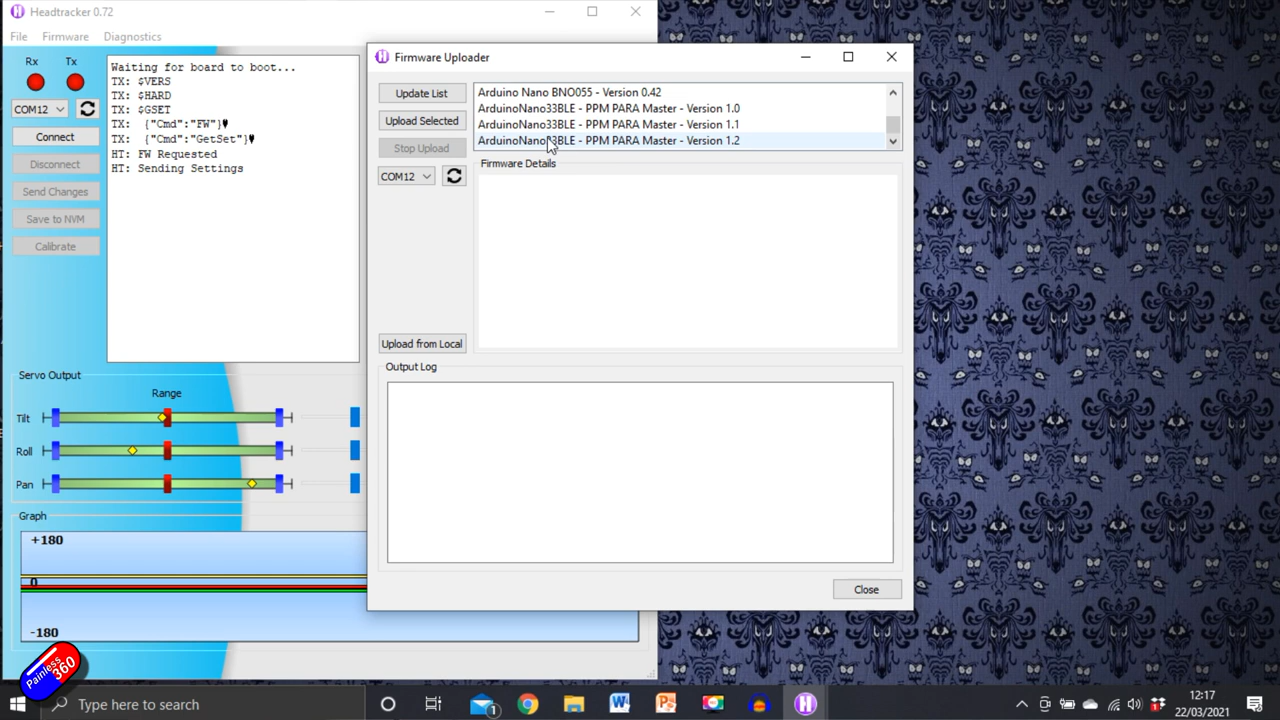 Headtracker 0.72
File Firmware Diagnostics
Rx Tx
COM12
Connect
Disconnect
Send Changes
Save to NVM
Calibrate
Waiting for board to boot...
TX: $VERS
TX: $HARD
TX: $GSET
TX: {"Cmd":"FW"}♥
TX: {"Cmd":"GetSet"}♥
HT: FW Requested
HT: Sending Settings
Servo Output
Range
Tilt
Roll
Pan
Graph
+180
0
-180
Firmware Uploader
Update List
Upload Selected
Stop Upload
COM12
Upload from Local
Arduino Nano BNO055 - Version 0.42
ArduinoNano33BLE - PPM PARA Master - Version 1.0
ArduinoNano33BLE - PPM PARA Master - Version 1.1
ArduinoNano33BLE - PPM PARA Master - Version 1.2
Firmware Details
Output Log
Close
Painless
360
Type here to search
1
12:17
22/03/2021